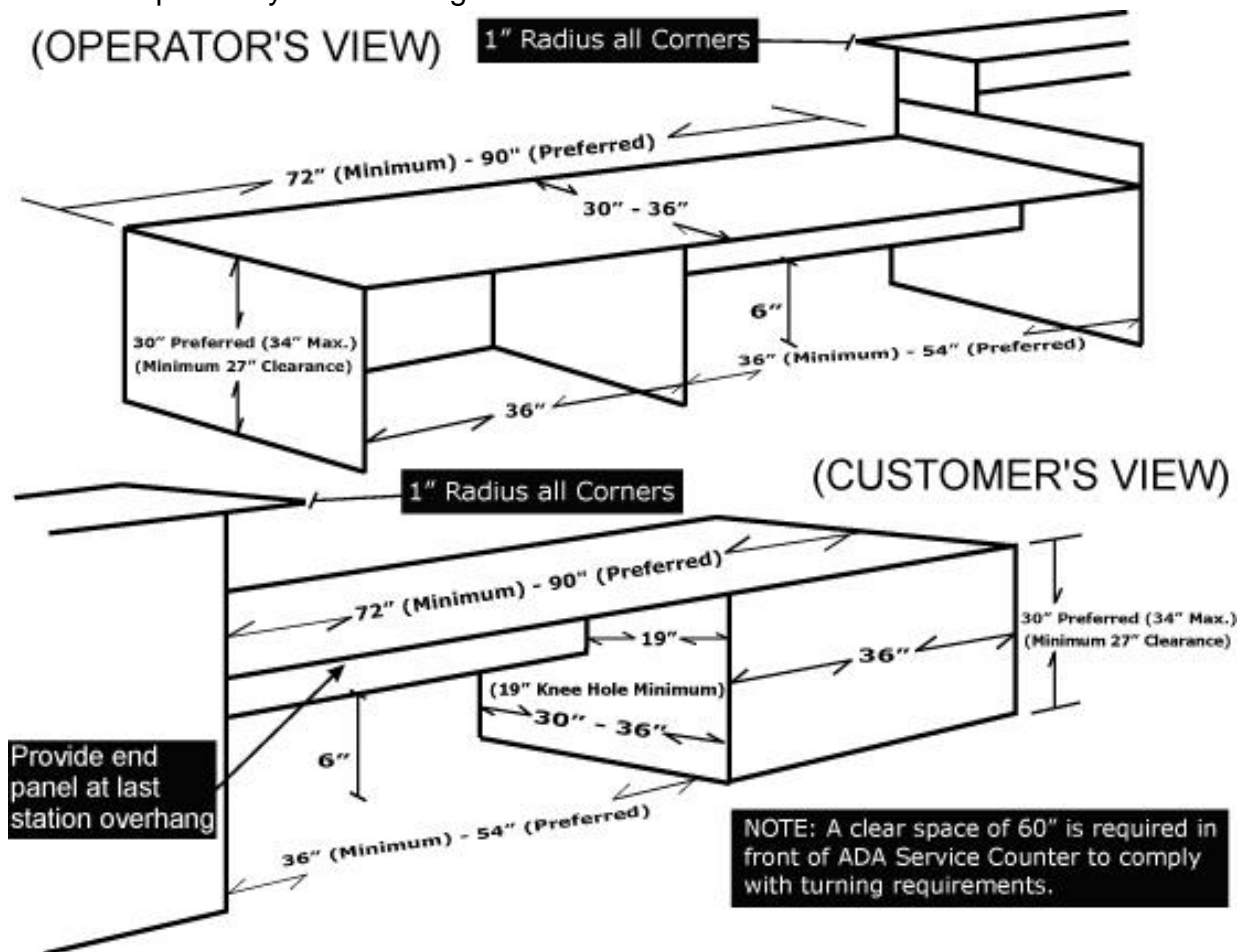 (OPERATOR'S VIEW)
1" Radius all Corners
72" (Minimum) - 90" (Preferred)
30" - 36"
30" Preferred (34" Max.)
(Minimum 27" Clearance)
6"
36" (Minimum) - 54" (Preferred)
36"
(CUSTOMER'S VIEW)
1" Radius all Corners
72" (Minimum) - 90" (Preferred)
19"
36"
30" Preferred (34" Max.)
(Minimum 27" Clearance)
(19" Knee Hole Minimum)
30" - 36"
Provide end
panel at last
station overhang
6"
36" (Minimum) - 54" (Preferred)
NOTE: A clear space of 60" is required in
front of ADA Service Counter to comply
with turning requirements.